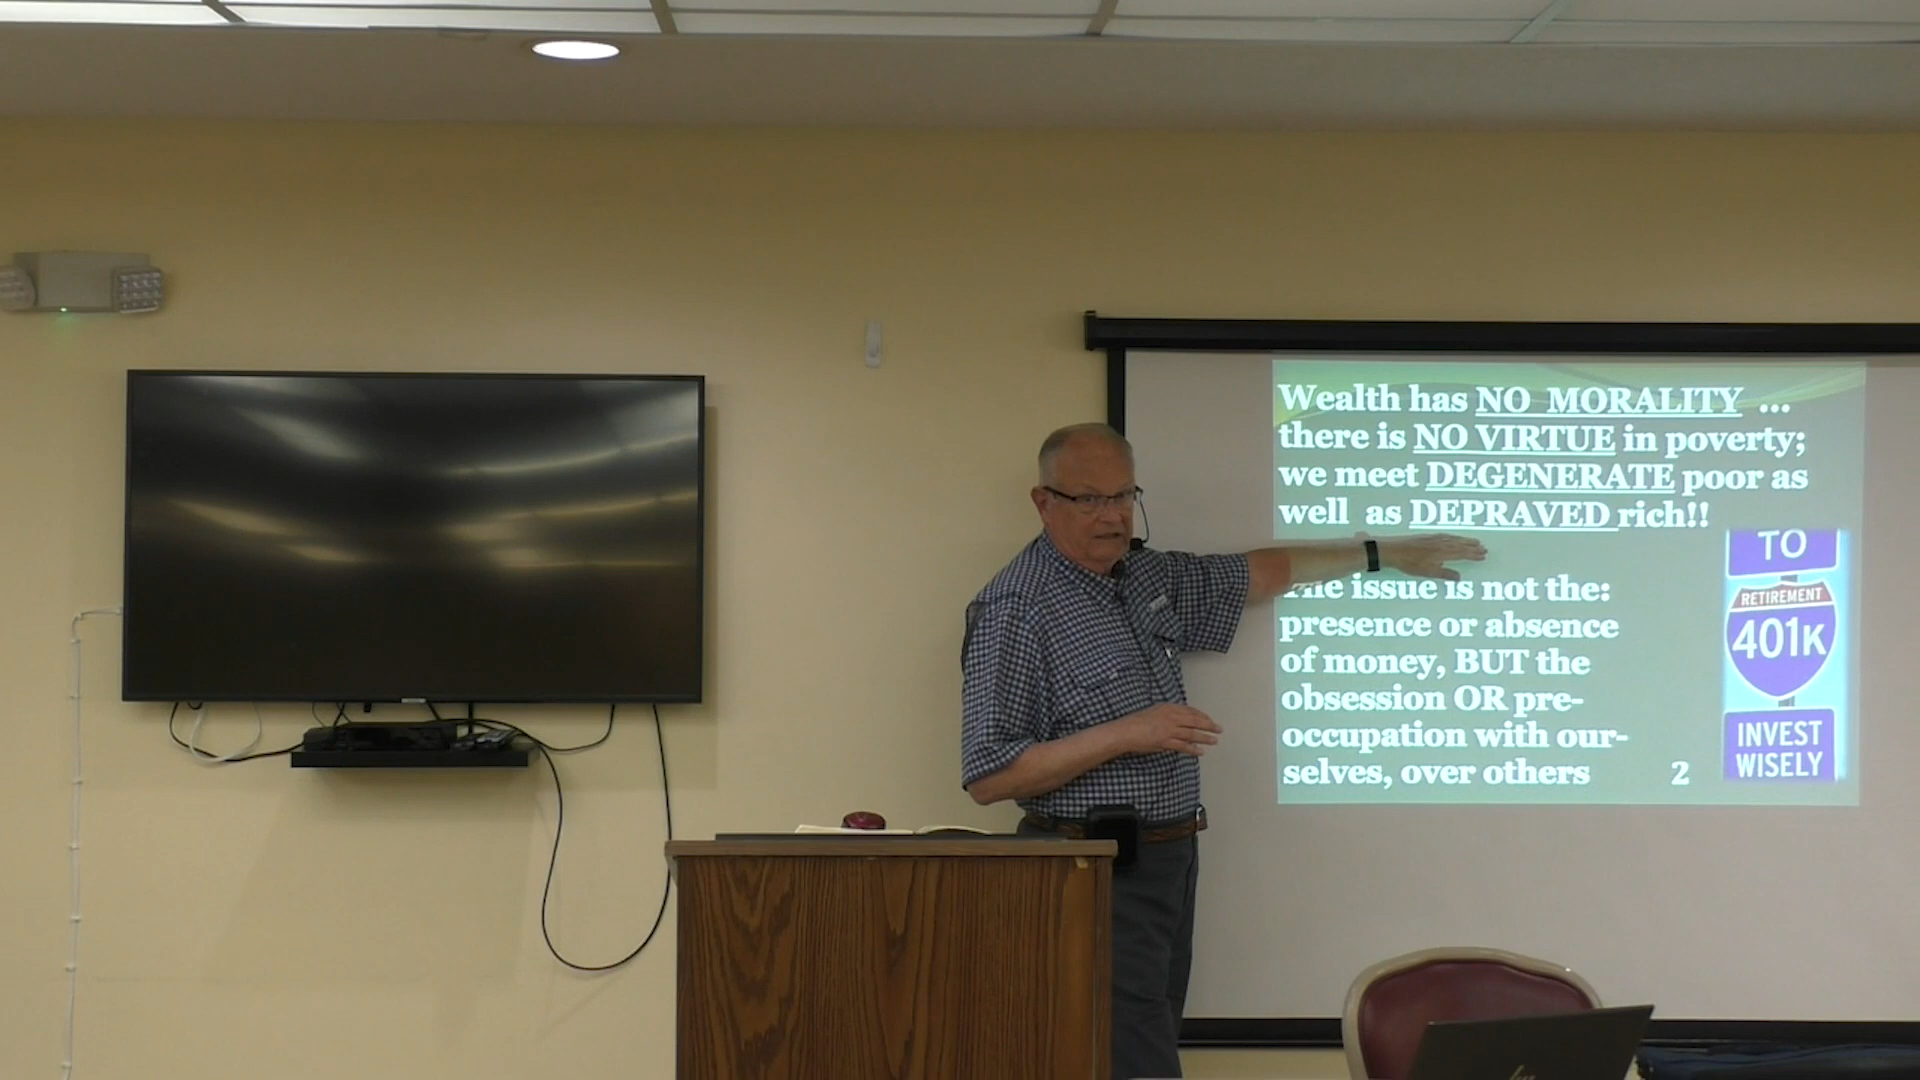 Wealth has NO MORALITY ...
there is NO VIRTUE in poverty;
we meet DEGENERATE poor as
well as DEPRAVED rich!!
The issue is not the:
presence or absence
of money, BUT the
obsession OR pre-
occupation with our-
selves, over others
2
TO
RETIREMENT
401K
INVEST
WISELY